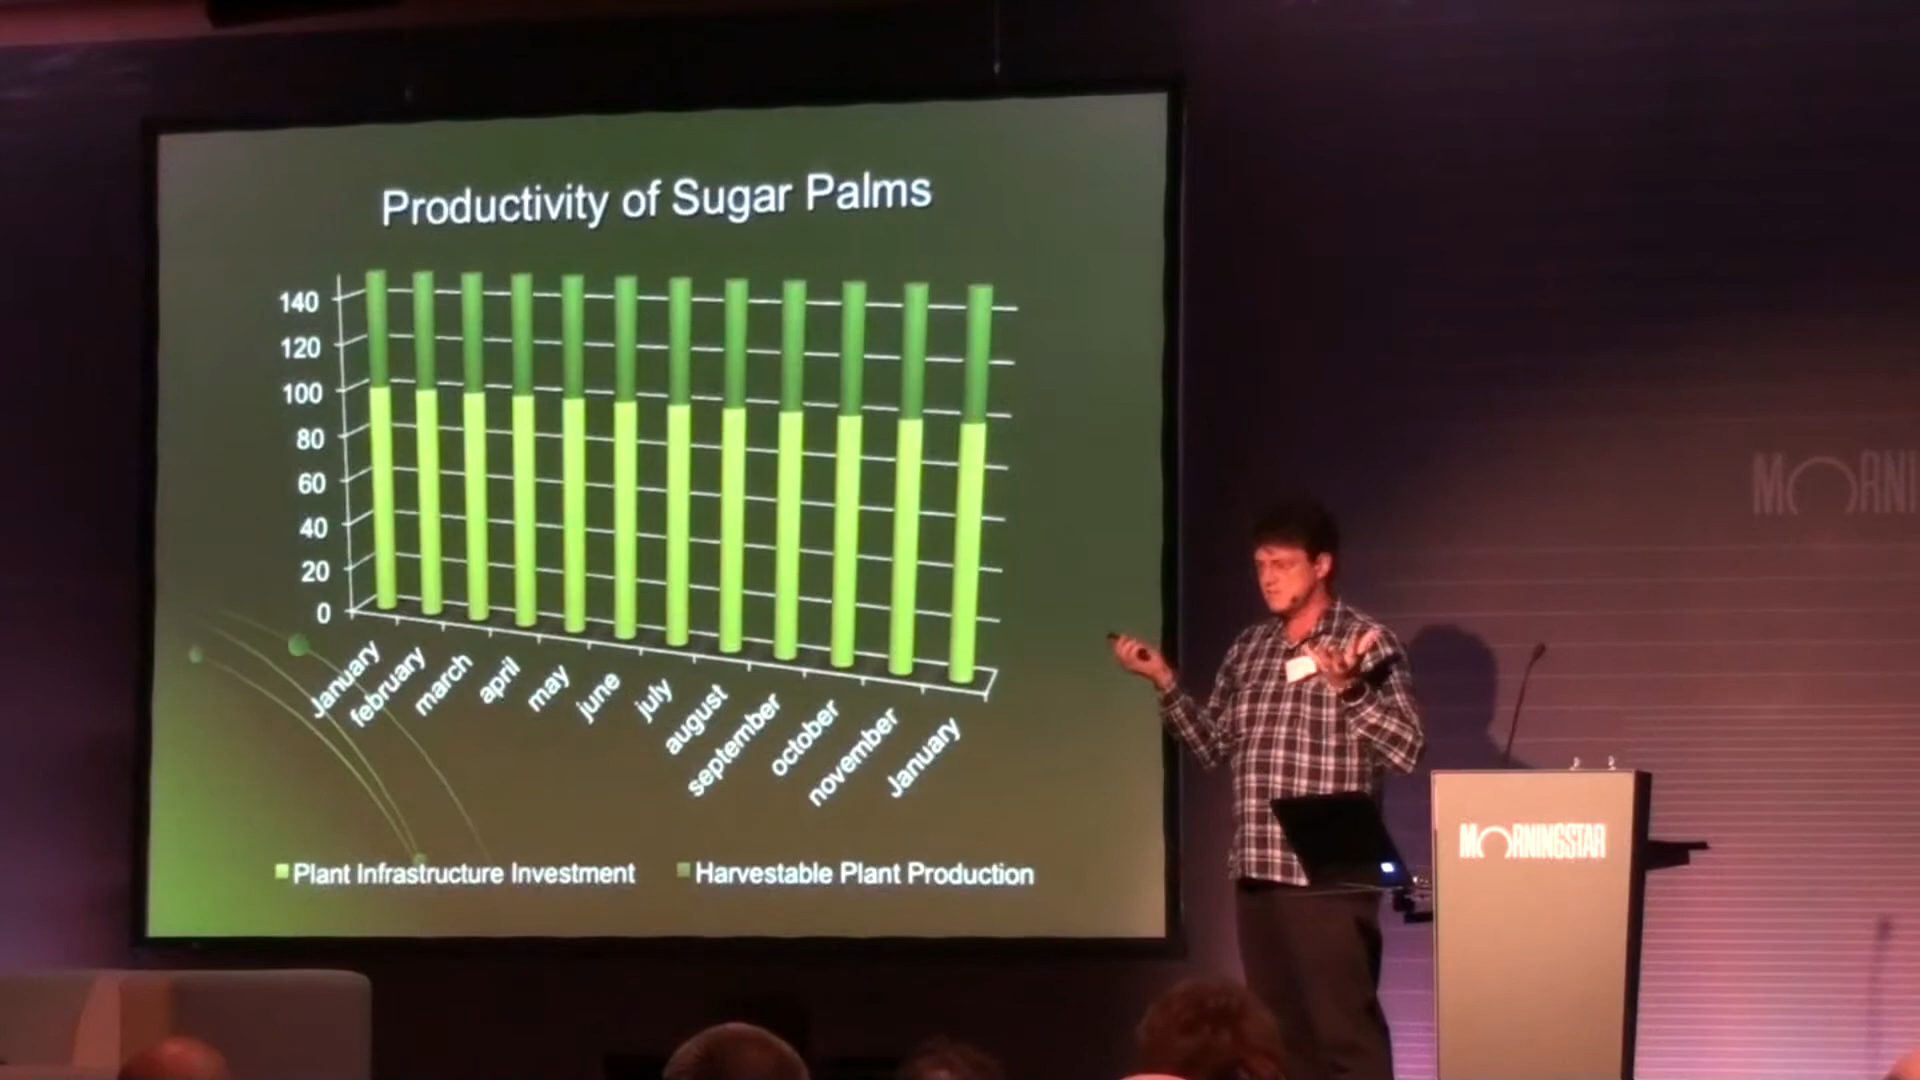 Productivity of Sugar Palms
140
120
100
80
60
40
20
0
January
february
march
april
may
june
july
august
september
october
november
January
Plant Infrastructure Investment
Harvestable Plant Production
MORNI
MORNINGSTAR